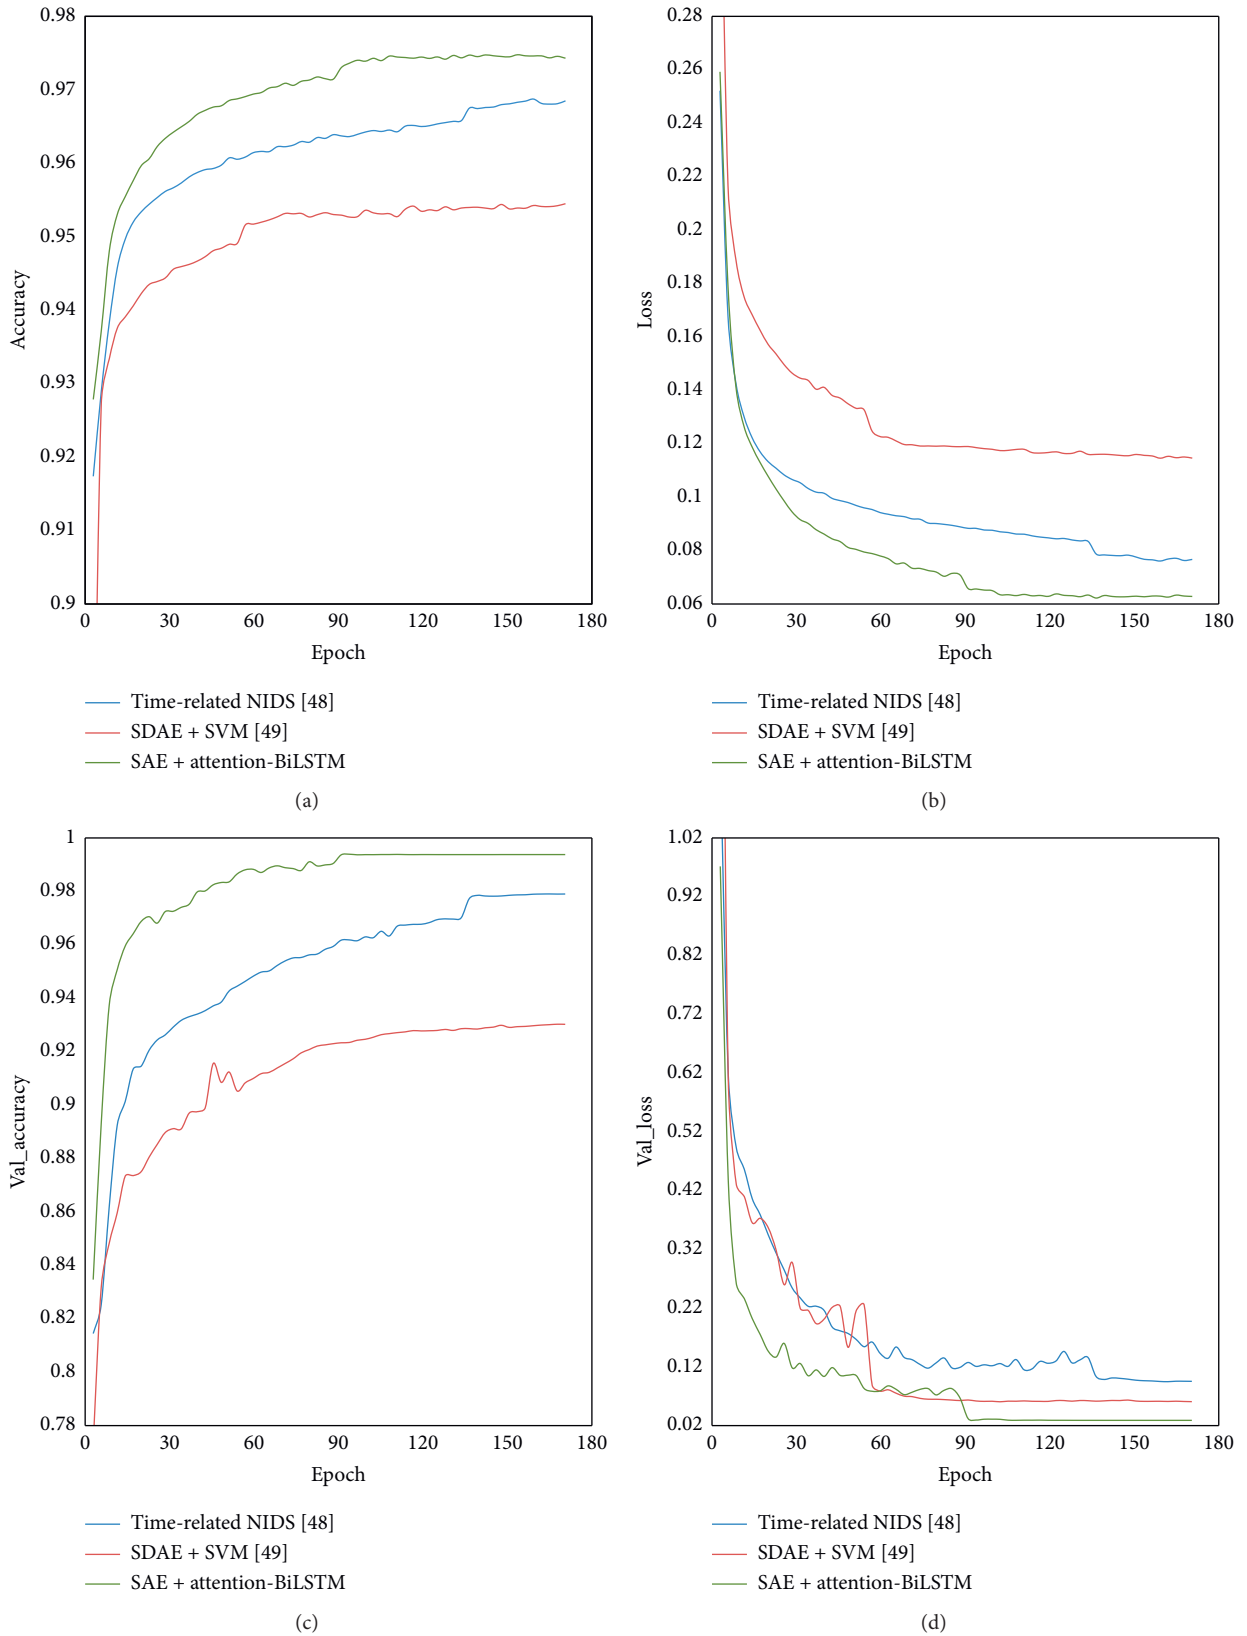 0.98
0.97
0.96
0.95
0.94
0.93
0.92
0.91
0.9
Accuracy
0 30 60 90 120 150 180
Epoch
Time-related NIDS [48]
SDAE + SVM [49]
SAE + attention-BiLSTM
(a)
0.28
0.26
0.24
0.22
0.2
0.18
0.16
0.14
0.12
0.1
0.08
0.06
Loss
0 30 60 90 120 150 180
Epoch
Time-related NIDS [48]
SDAE + SVM [49]
SAE + attention-BiLSTM
(b)
1
0.98
0.96
0.94
0.92
0.9
0.88
0.86
0.84
0.82
0.8
0.78
Val_accuracy
0 30 60 90 120 150 180
Epoch
Time-related NIDS [48]
SDAE + SVM [49]
SAE + attention-BiLSTM
(c)
1.02
0.92
0.82
0.72
0.62
0.52
0.42
0.32
0.22
0.12
0.02
Val_loss
0 30 60 90 120 150 180
Epoch
Time-related NIDS [48]
SDAE + SVM [49]
SAE + attention-BiLSTM
(d)